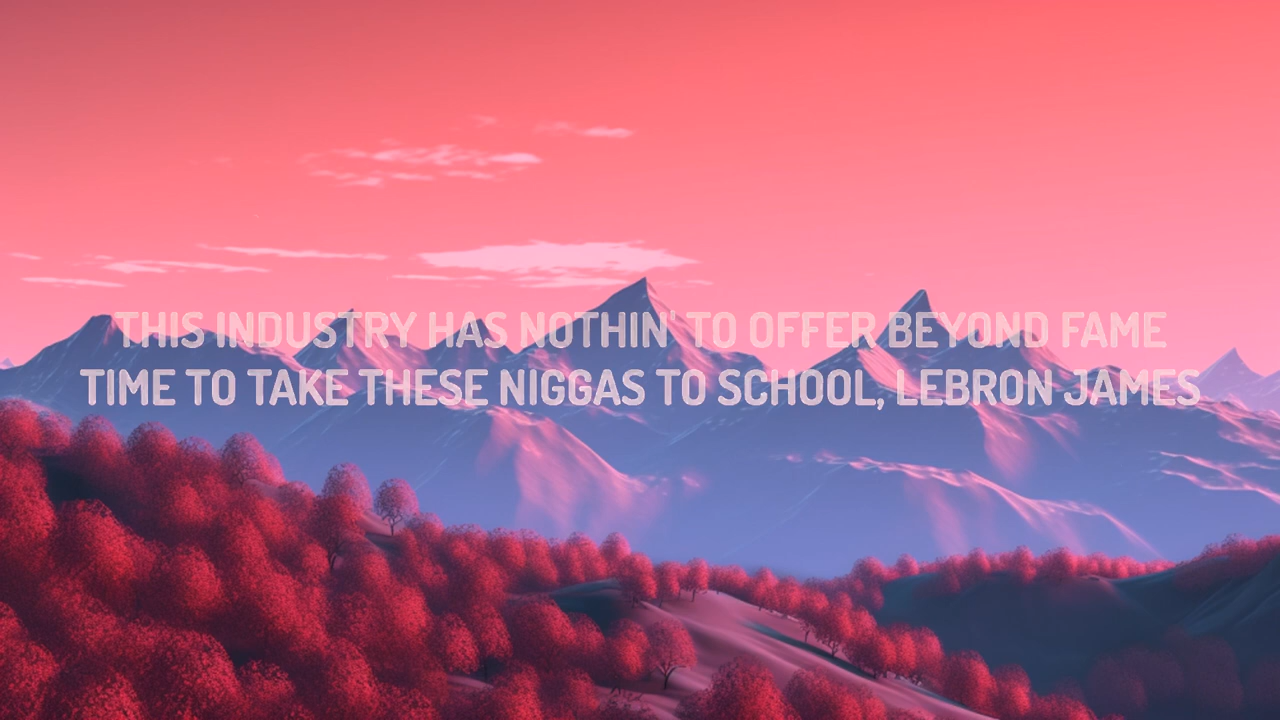 THIS INDUSTRY HAS NOTHIN' TO OFFER BEYOND FAME
TIME TO TAKE THESE NIGGAS TO SCHOOL, LEBRON JAMES